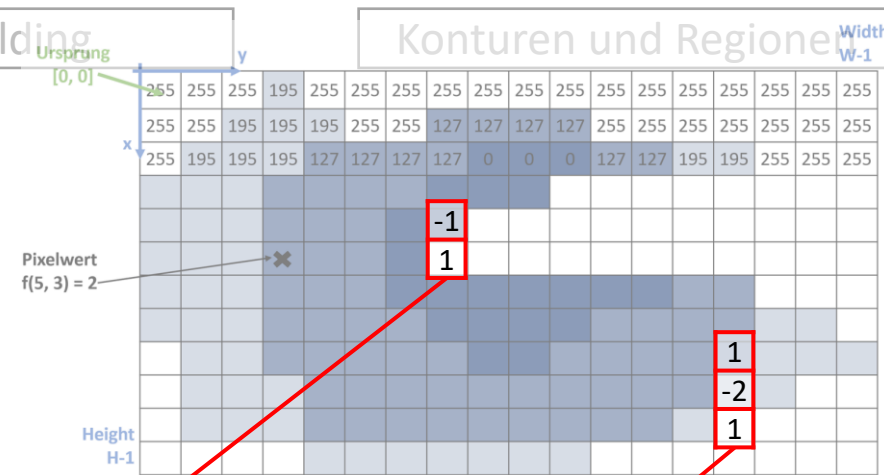 lding
Konturen und Regionen
Ursprung
[0, 0]
y
Width
W-1
x
255 255 255 195 255 255 255 255 255 255 255 255 255 255 255 255 255 255
255 255 195 195 195 255 255 127 127 127 127 255 255 255 255 255 255 255
255 195 195 195 127 127 127 127 0 0 0 127 127 195 195 255 255 255
-1
1
Pixelwert
f(5, 3) = 2
1
-2
1
Height
H-1